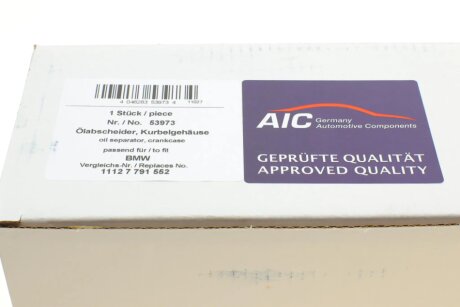 4 046263 53973 4
1 Stück / piece
Nr. / No. 53973
Ölabscheider, Kurbelgehäuse
oil separator, crankcase
passend für / to fit
BMW
Vergleichs-Nr. / Replaces No.
1112 7 791 552
AIC Germany
Automotive Components
GEPRÜFTE QUALITÄT
APPROVED QUALITY